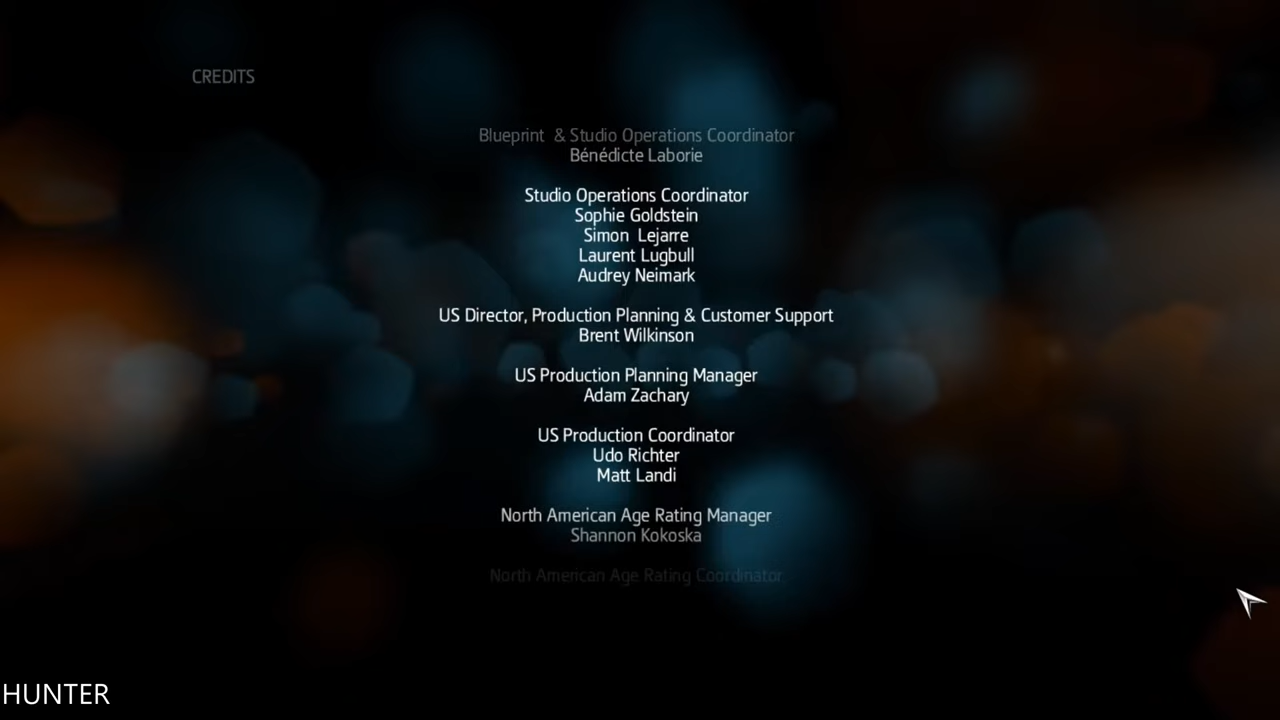 CREDITS
Blueprint  & Studio Operations Coordinator
Bénédicte Laborie
Studio Operations Coordinator
Sophie Goldstein
Simon  Lejarre
Laurent Lugbull
Audrey Neimark
US Director, Production Planning & Customer Support
Brent Wilkinson
US Production Planning Manager
Adam Zachary
US Production Coordinator
Udo Richter
Matt Landi
North American Age Rating Manager
Shannon Kokoska
North American Age Rating Coordinator
HUNTER